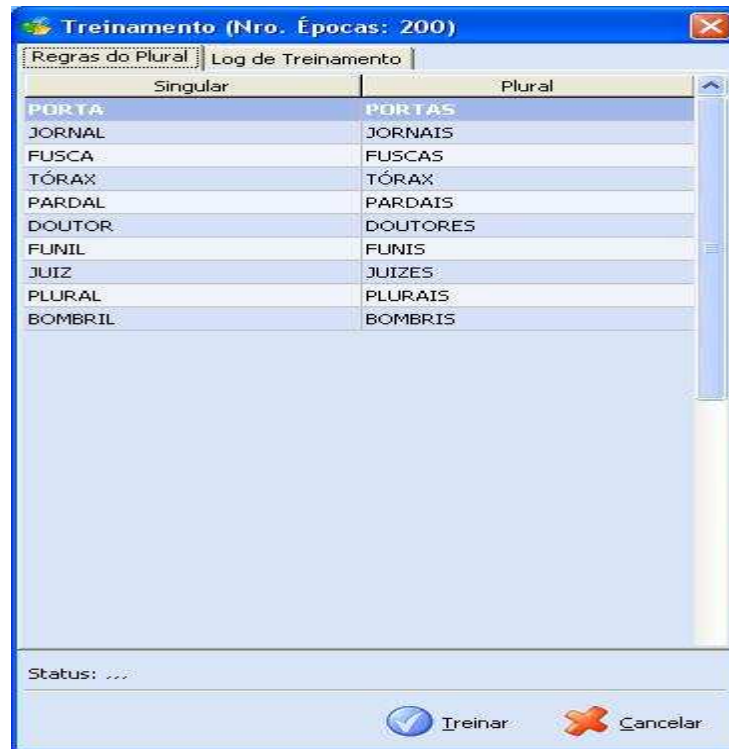 Treinamento (Nro. Épocas: 200)
Regras do Plural Log de Treinamento
Singular Plural
PORTA PORTAS
JORNAL JORNAIS
FUSCA FUSCAS
TÓRAX TÓRAX
PARDAL PARDAIS
DOUTOR DOUTORES
FUNIL FUNIS
JUIZ JUIZES
PLURAL PLURAIS
BOMBRIL BOMBRIS
Status: ...
Treinar Cancelar